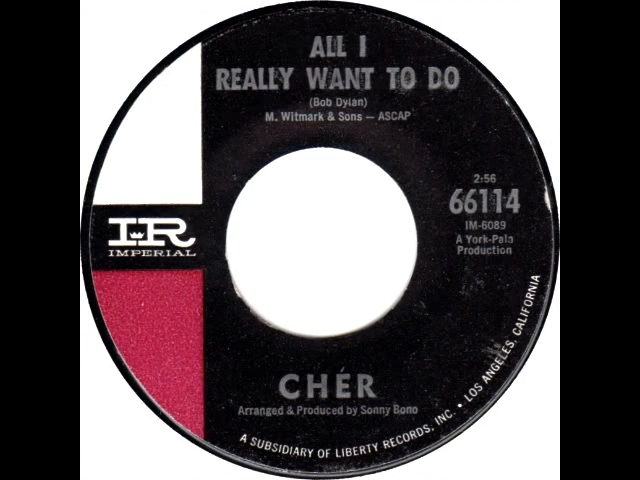 ALL I
REALLY WANT TO DO
(Bob Dylan)
M. Witmark & Sons — ASCAP
2:56
66114
IM-6089
A York-Pala
Production
IR
IMPERIAL
CHÉR
Arranged & Produced by Sonny Bono
A SUBSIDIARY OF LIBERTY RECORDS, INC. • LOS ANGELES, CALIFORNIA